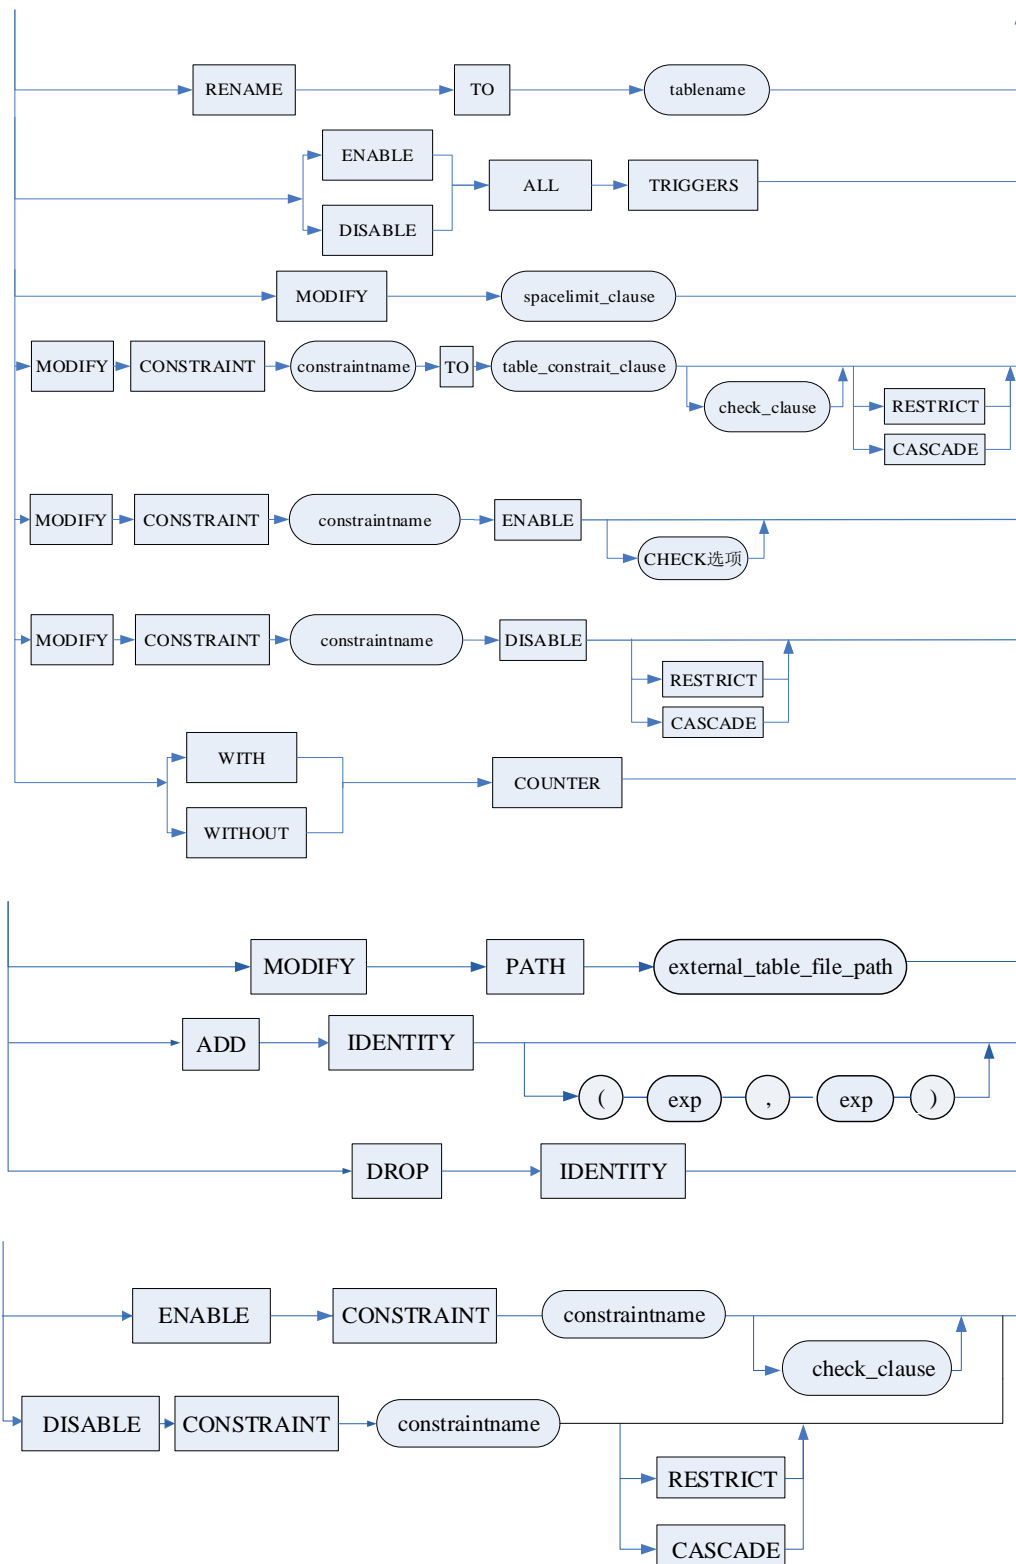 RENAME TO tablename
ENABLE
ALL TRIGGERS
DISABLE
MODIFY spacelimit_clause
MODIFY CONSTRAINT constraintname TO table_constrait_clause
check_clause RESTRICT
CASCADE
MODIFY CONSTRAINT constraintname ENABLE
CHECK选项
MODIFY CONSTRAINT constraintname DISABLE
RESTRICT
CASCADE
WITH
COUNTER
WITHOUT
MODIFY PATH external_table_file_path
ADD IDENTITY
( exp , exp )
DROP IDENTITY
ENABLE CONSTRAINT constraintname
check_clause
DISABLE CONSTRAINT constraintname
RESTRICT
CASCADE